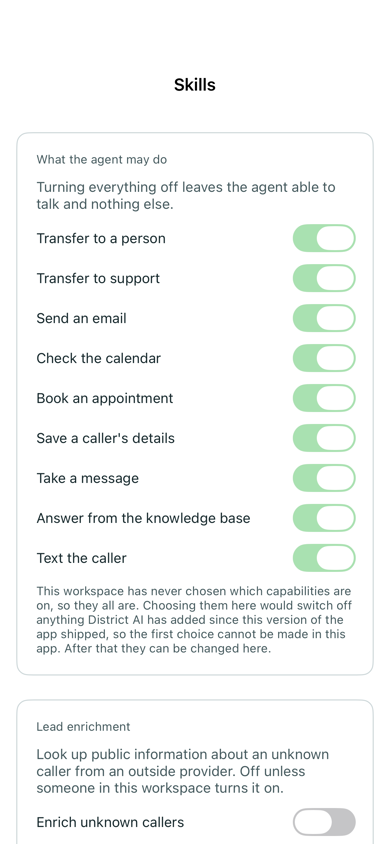 Skills
What the agent may do
Turning everything off leaves the agent able to
talk and nothing else.
Transfer to a person
Transfer to support
Send an email
Check the calendar
Book an appointment
Save a caller's details
Take a message
Answer from the knowledge base
Text the caller
This workspace has never chosen which capabilities are
on, so they all are. Choosing them here would switch off
anything District AI has added since this version of the
app shipped, so the first choice cannot be made in this
app. After that they can be changed here.
Lead enrichment
Look up public information about an unknown
caller from an outside provider. Off unless
someone in this workspace turns it on.
Enrich unknown callers